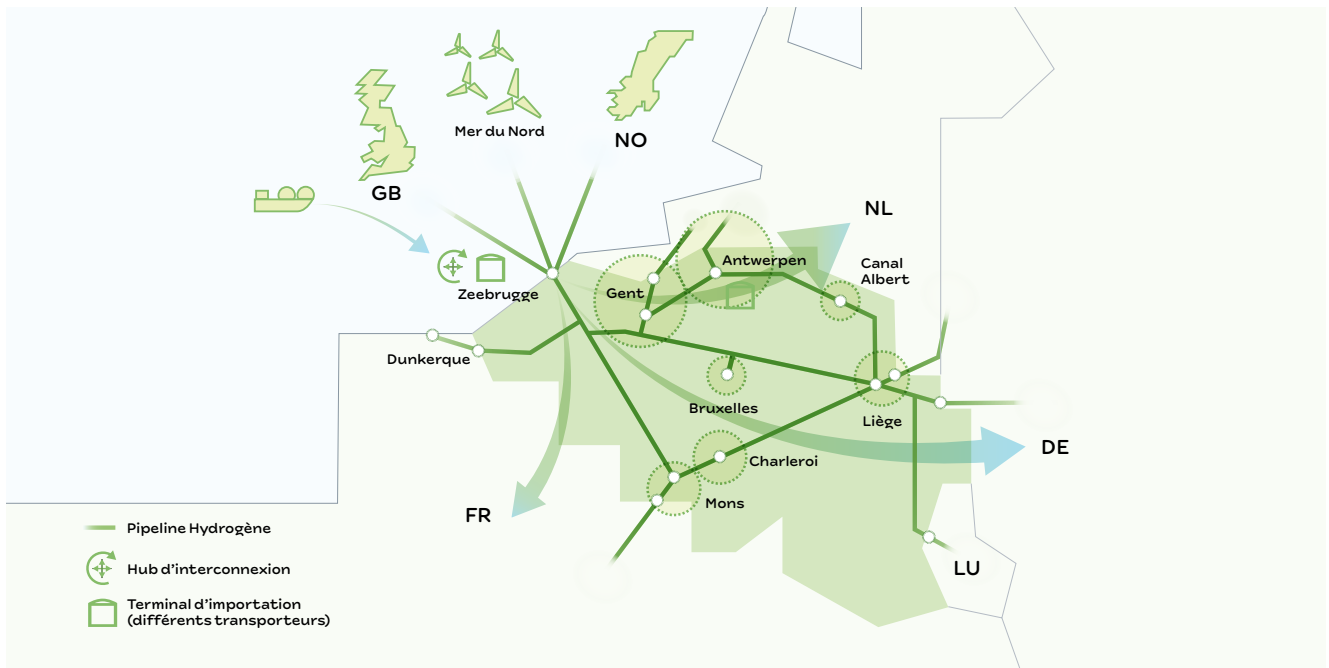 Mer du Nord
NO
GB
NL
Antwerpen
Canal
Albert
Zeebrugge
Gent
Dunkerque
Bruxelles
Liège
DE
Charleroi
Mons
FR
LU
Pipeline Hydrogène
Hub d'interconnexion
Terminal d'importation
(différents transporteurs)